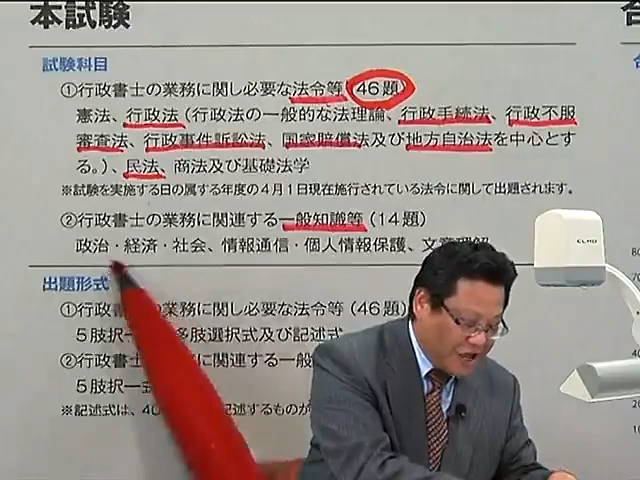 本試験
試験科目
①行政書士の業務に関し必要な法令等(46題)
憲法、行政法(行政法の一般的な法理論、行政手続法、行政不服
審査法、行政事件訴訟法、国家賠償法及び地方自治法を中心とす
る。)、民法、商法及び基礎法学
※試験を実施する日の属する年度の4月1日現在施行されている法令に関して出題されます。
②行政書士の業務に関連する一般知識等(14題)
政治・経済・社会、情報通信・個人情報保護、文章理解
出題形式
①行政書士の業務に関し必要な法令等(46題)
5肢択一 多肢選択式及び記述式
②行政書士の業務に関連する一般
5肢択一式
※記述式は、40 記述するものが
ELMO